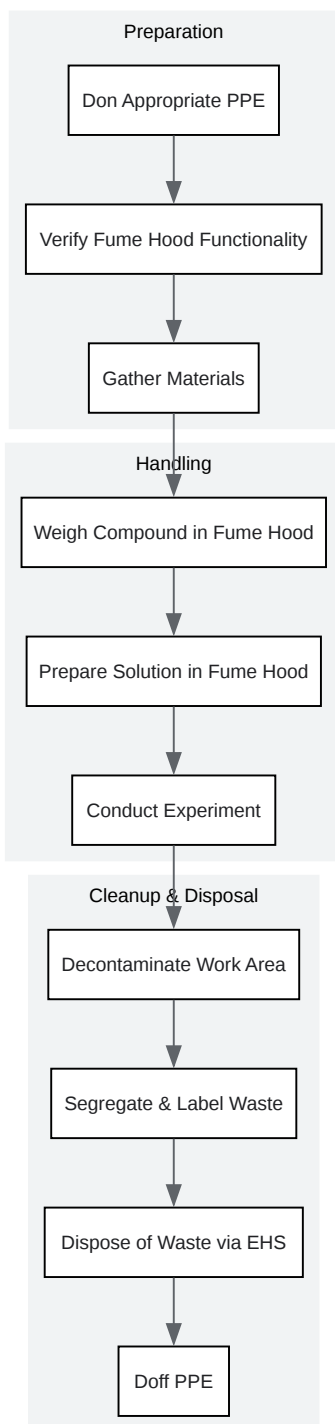 Preparation
Don Appropriate PPE
Verify Fume Hood Functionality
Gather Materials
Handling
Weigh Compound in Fume Hood
Prepare Solution in Fume Hood
Conduct Experiment
Cleanup & Disposal
Decontaminate Work Area
Segregate & Label Waste
Dispose of Waste via EHS
Doff PPE